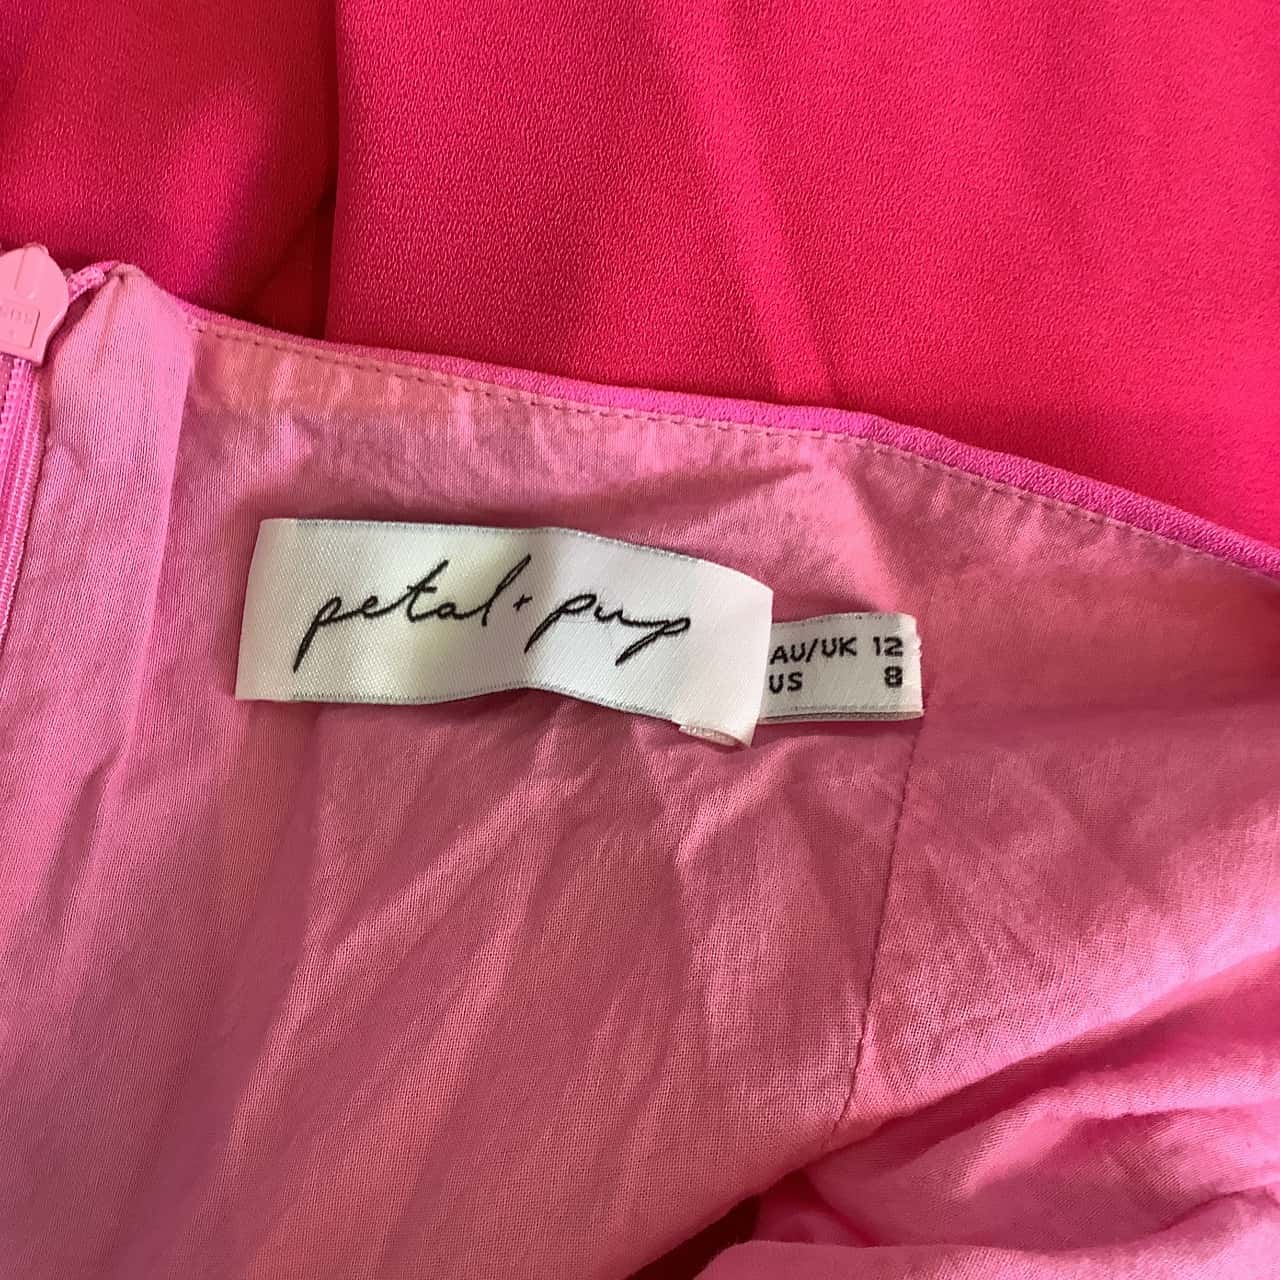 petal + pup
AU/UK 12
US 8